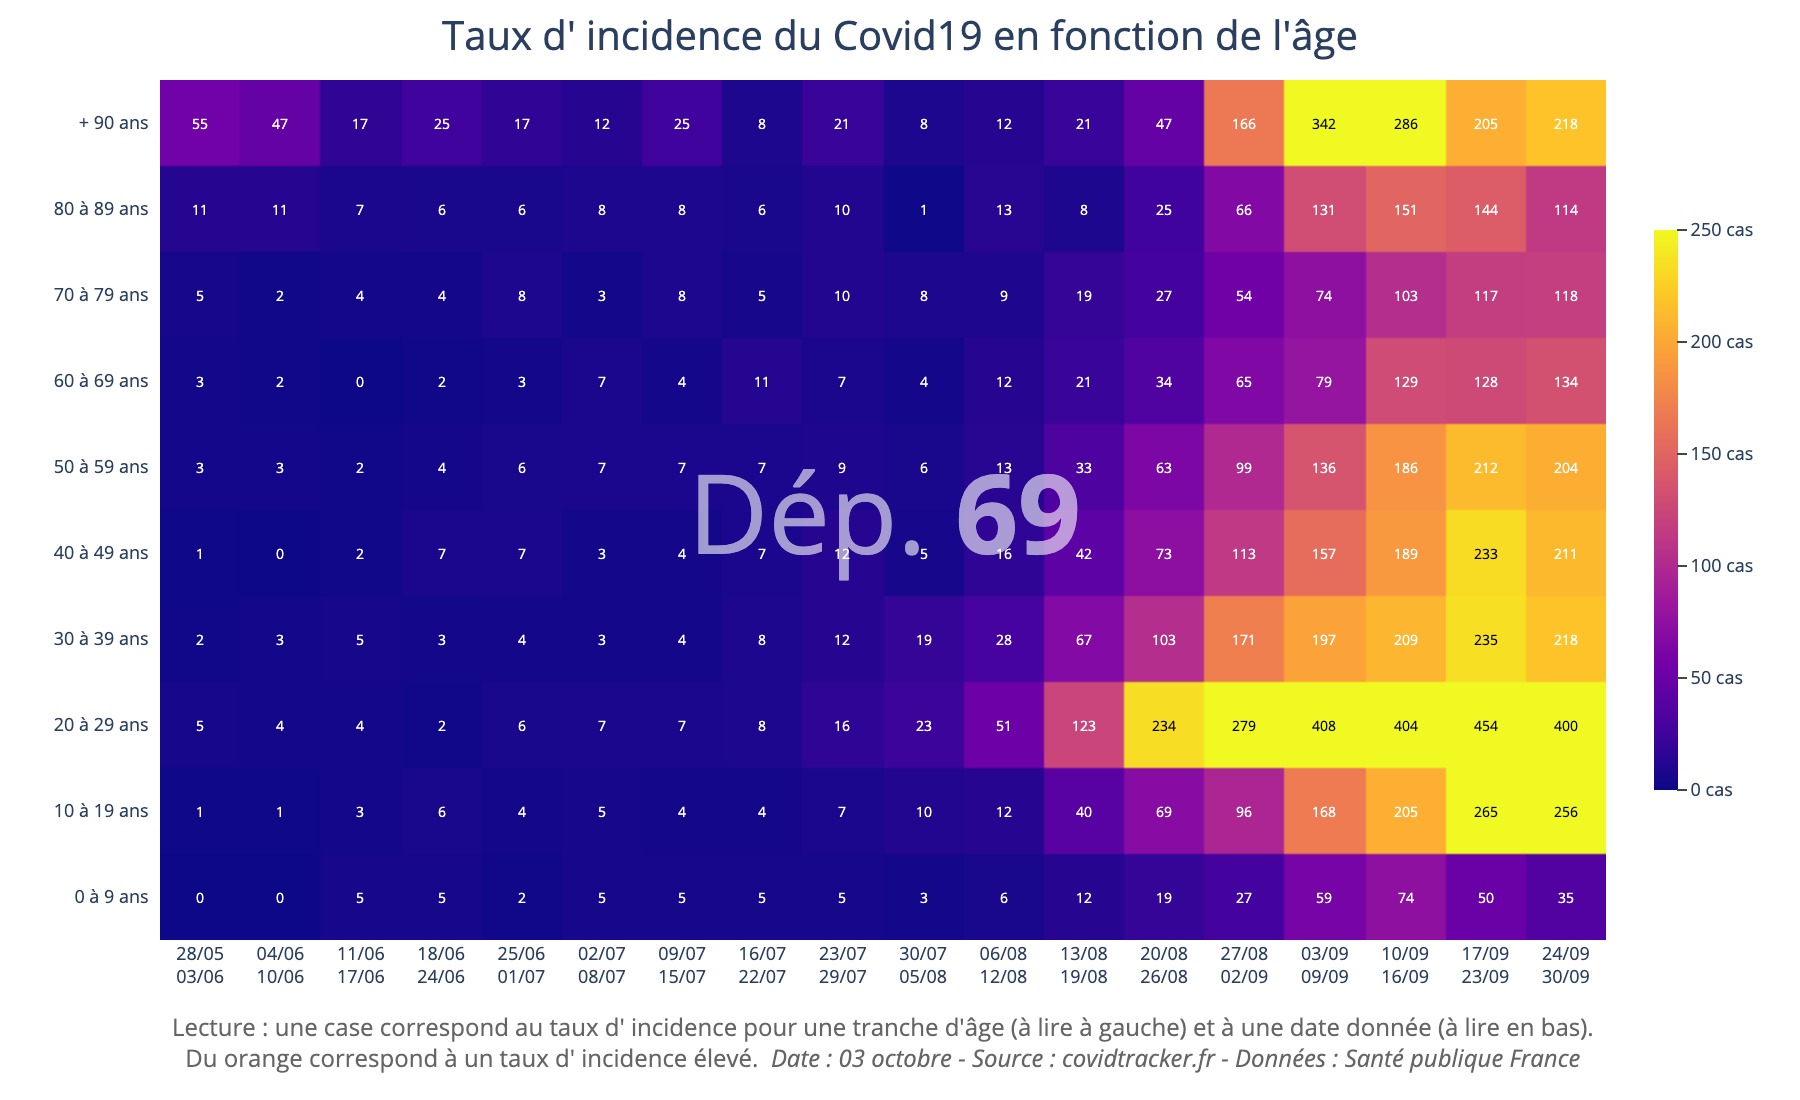 Taux d' incidence du Covid19 en fonction de l'âge
+ 90 ans 55 47 17 25 17 12 25 8 21 8 12 21 47 166 342 286 205 218
80 à 89 ans 11 11 7 6 6 8 8 6 10 1 13 8 25 66 131 151 144 114
250 cas
70 à 79 ans 5 2 4 4 8 3 8 5 10 8 9 19 27 54 74 103 117 118
200 cas
60 à 69 ans 3 2 0 2 3 7 4 11 7 4 12 21 34 65 79 129 128 134
150 cas
50 à 59 ans 3 3 2 4 6 7 7 7 9 6 13 33 63 99 136 186 212 204
Dép. 69
40 à 49 ans 1 0 2 7 7 3 4 7 12 5 16 42 73 113 157 189 233 211
100 cas
30 à 39 ans 2 3 5 3 4 3 4 8 12 19 28 67 103 171 197 209 235 218
50 cas
20 à 29 ans 5 4 4 2 6 7 7 8 16 23 51 123 234 279 408 404 454 400
0 cas
10 à 19 ans 1 1 3 6 4 5 4 4 7 10 12 40 69 96 168 205 265 256
0 à 9 ans 0 0 5 5 2 5 5 5 5 3 6 12 19 27 59 74 50 35
28/05 04/06 11/06 18/06 25/06 02/07 09/07 16/07 23/07 30/07 06/08 13/08 20/08 27/08 03/09 10/09 17/09 24/09
03/06 10/06 17/06 24/06 01/07 08/07 15/07 22/07 29/07 05/08 12/08 19/08 26/08 02/09 09/09 16/09 23/09 30/09
Lecture : une case correspond au taux d' incidence pour une tranche d'âge (à lire à gauche) et à une date donnée (à lire en bas).
Du orange correspond à un taux d' incidence élevé. Date : 03 octobre - Source : covidtracker.fr - Données : Santé publique France